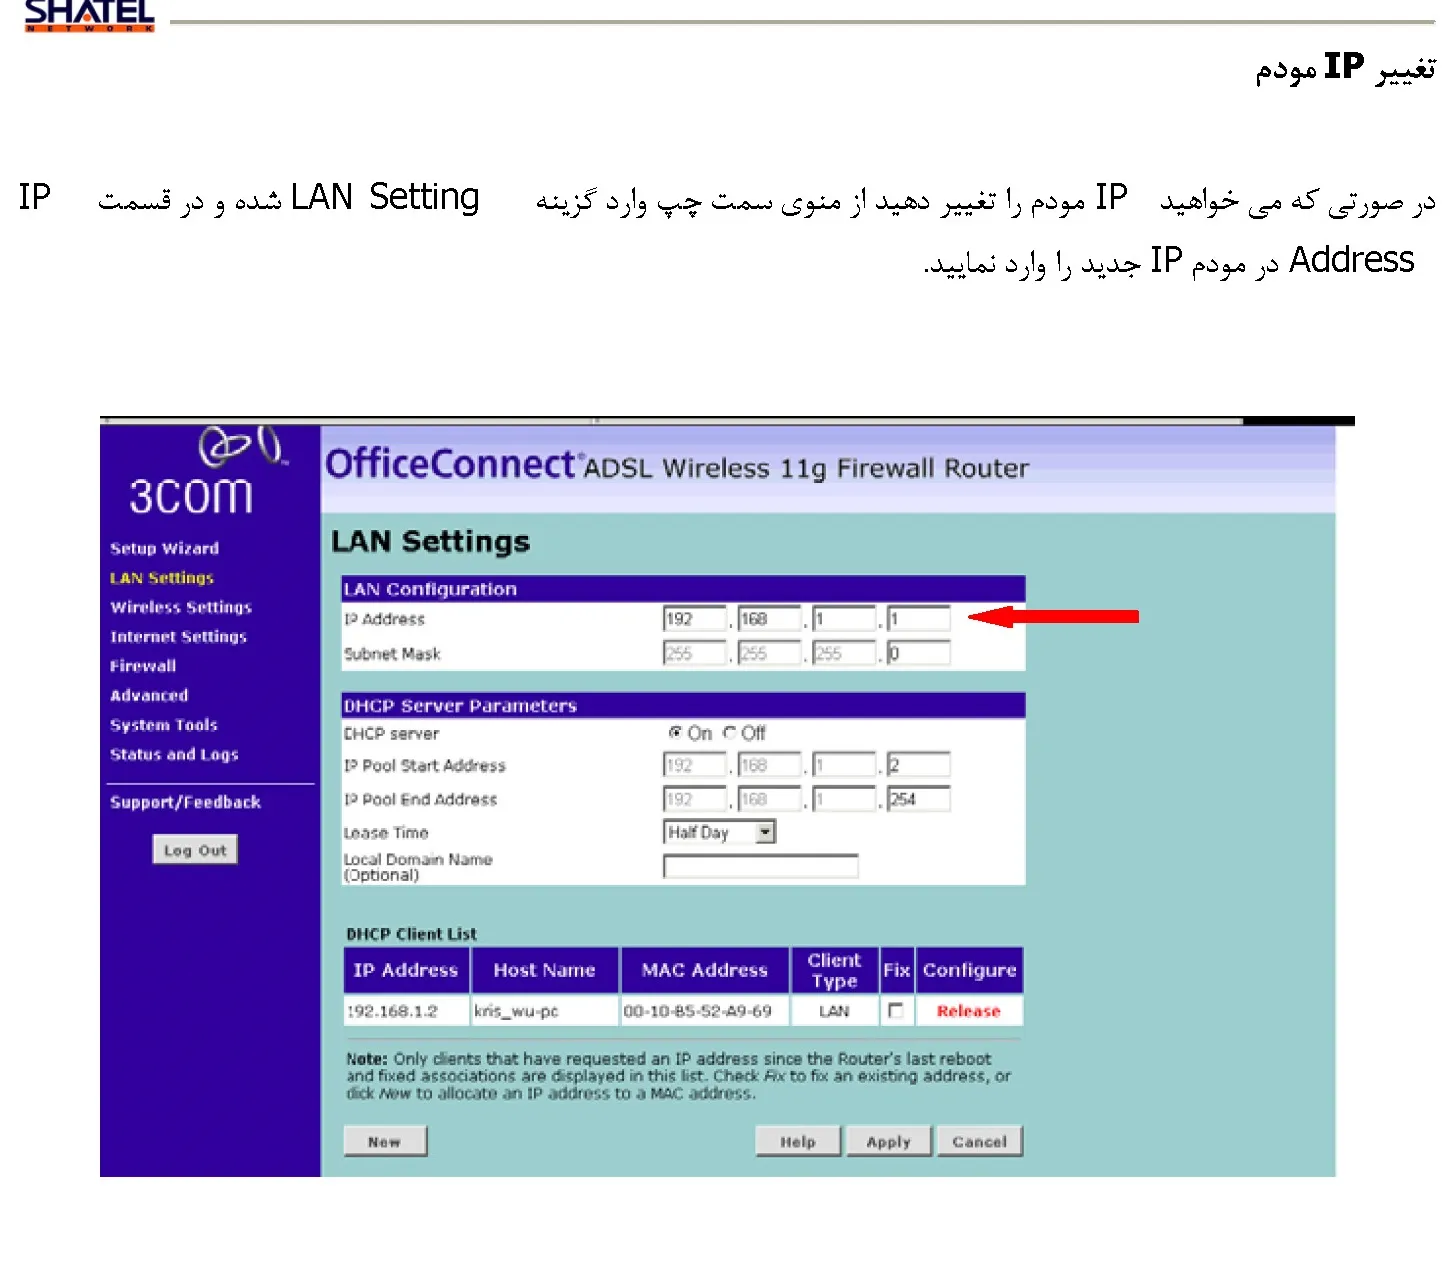 SHATEL
NETWORK
تغییر IP مودم
در صورتی که می خواهید IP مودم را تغییر دهید از منوی سمت چپ وارد گزینه LAN Setting شده و در قسمت IP
Address در مودم IP جدید را وارد نمایید.
3COM
OfficeConnect® ADSL Wireless 11g Firewall Router
Setup Wizard
LAN Settings
Wireless Settings
Internet Settings
Firewall
Advanced
System Tools
Status and Logs
Support/Feedback
Log Out
LAN Settings
LAN Configuration
IP Address 192 . 168 . 1 . 1
Subnet Mask 255 . 255 . 255 . 0
DHCP Server Parameters
DHCP server On Off
IP Pool Start Address 192 . 168 . 1 . 2
IP Pool End Address 192 . 168 . 1 . 254
Lease Time Half Day
Local Domain Name
(Optional)
DHCP Client List
IP Address Host Name MAC Address Client Type Fix Configure
192.168.1.2 kris_wu-pc 00-10-B5-52-A9-69 LAN Release
Note: Only clients that have requested an IP address since the Router's last reboot
and fixed associations are displayed in this list. Check Fix to fix an existing address, or
click New to allocate an IP address to a MAC address.
New Help Apply Cancel